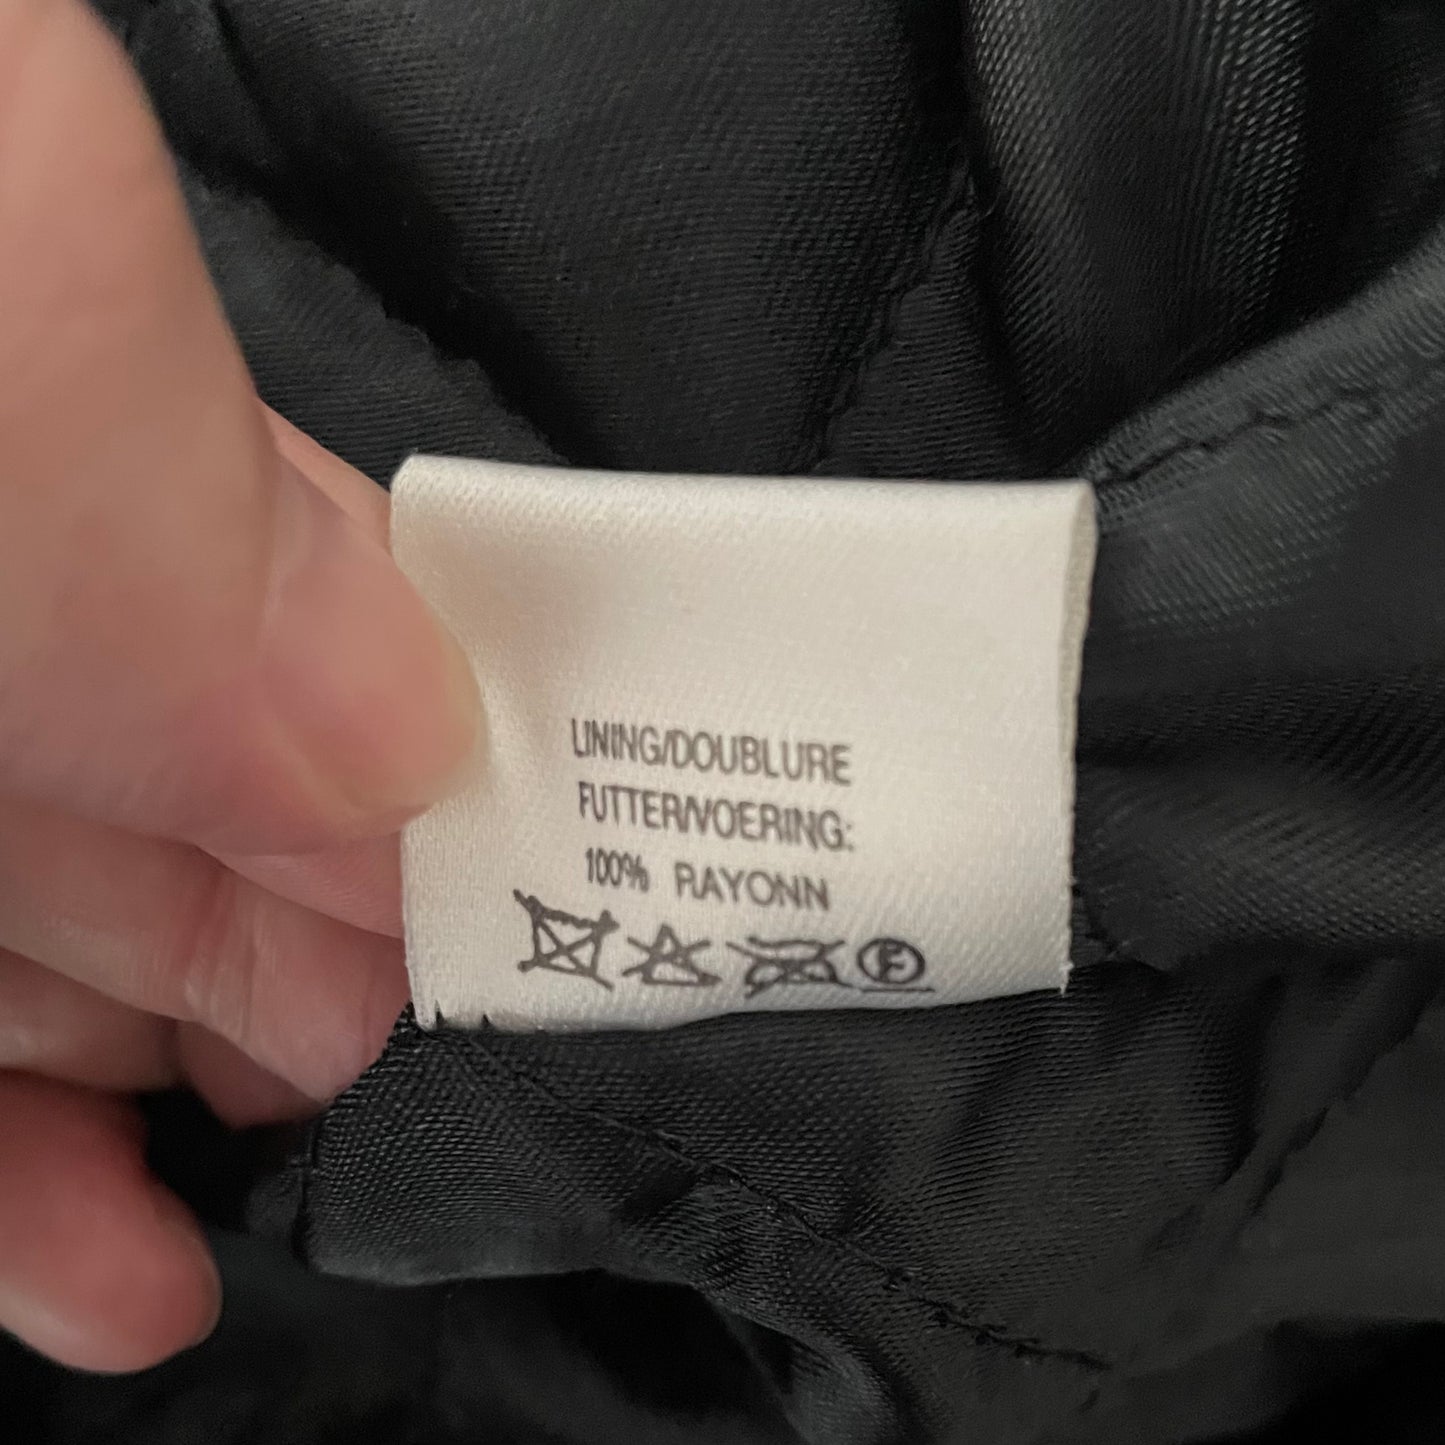 LINING/DOUBLURE
FUTTER/VOERING:
100% RAYONN
F